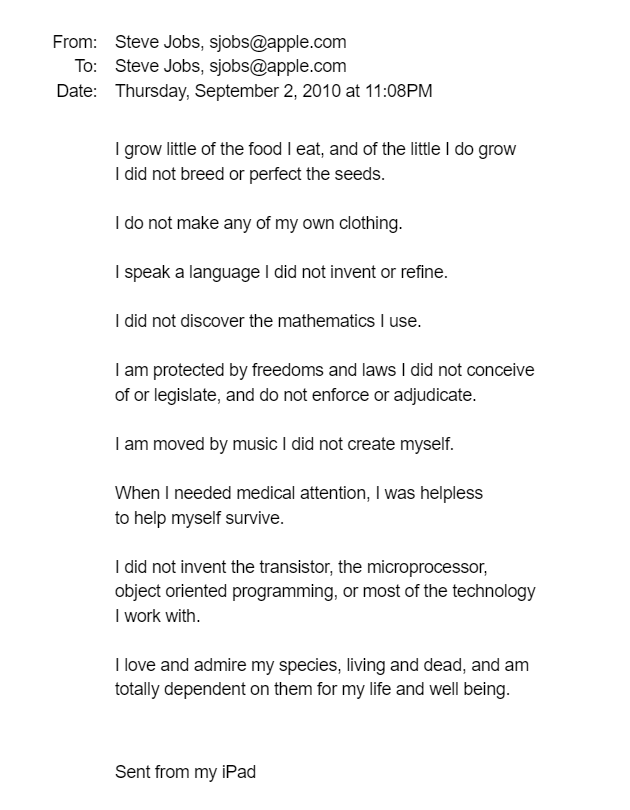 From: Steve Jobs, sjobs@apple.com
To: Steve Jobs, sjobs@apple.com
Date: Thursday, September 2, 2010 at 11:08PM
I grow little of the food I eat, and of the little I do grow
I did not breed or perfect the seeds.
I do not make any of my own clothing.
I speak a language I did not invent or refine.
I did not discover the mathematics I use.
I am protected by freedoms and laws I did not conceive
of or legislate, and do not enforce or adjudicate.
I am moved by music I did not create myself.
When I needed medical attention, I was helpless
to help myself survive.
I did not invent the transistor, the microprocessor,
object oriented programming, or most of the technology
I work with.
I love and admire my species, living and dead, and am
totally dependent on them for my life and well being.
Sent from my iPad